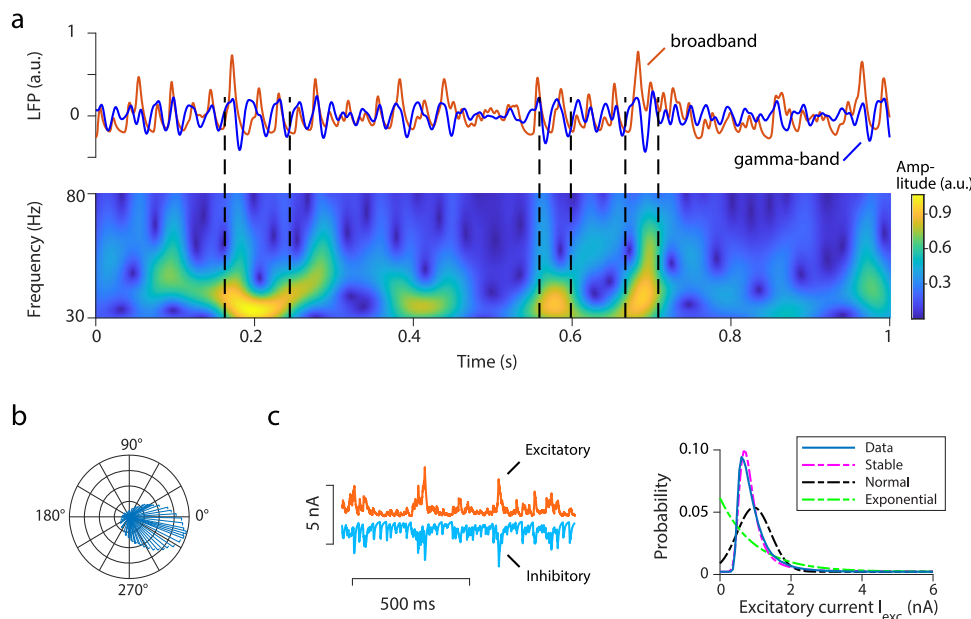 a
1
0
LFP (a.u.)
broadband
gamma-band
Amp-
litude (a.u.)
0.9
0.6
0.3
80
30
Frequency (Hz)
0
0.2
0.4
0.6
0.8
1
Time (s)
b
90°
180°
0°
270°
c
5 nA
Excitatory
Inhibitory
500 ms
0.10
0.05
0
Probability
Data
Stable
Normal
Exponential
0
2
4
6
Excitatory current I_exc (nA)